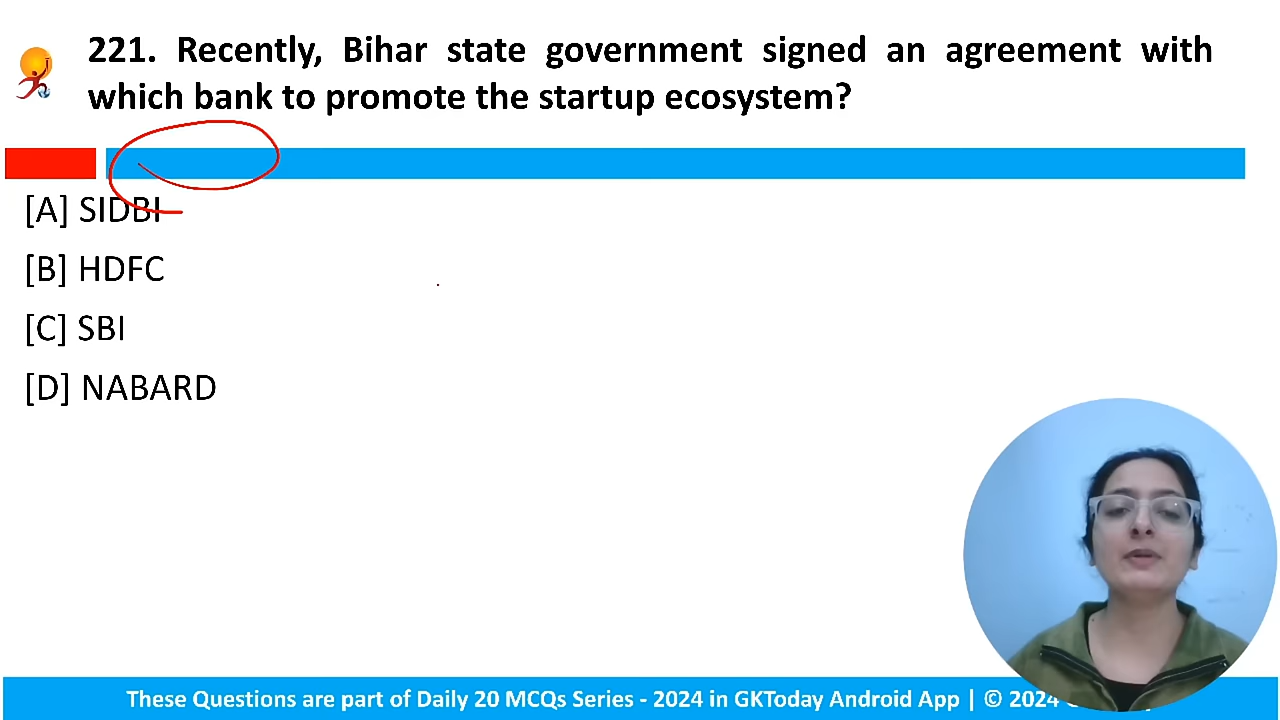 221. Recently, Bihar state government signed an agreement with
which bank to promote the startup ecosystem?
[A] SIDBI
[B] HDFC
[C] SBI
[D] NABARD
These Questions are part of Daily 20 MCQs Series - 2024 in GKToday Android App | © 2024